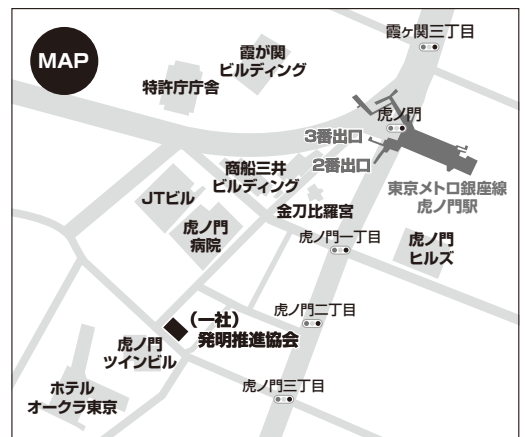 MAP
霞ヶ関三丁目
霞が関
ビルディング
特許庁庁舎
虎ノ門
3番出口
2番出口
東京メトロ銀座線
虎ノ門駅
商船三井
ビルディング
JTビル
虎ノ門
病院
金刀比羅宮
虎ノ門一丁目
虎ノ門
ヒルズ
虎ノ門二丁目
(一社)
発明推進協会
虎ノ門
ツインビル
虎ノ門三丁目
ホテル
オークラ東京